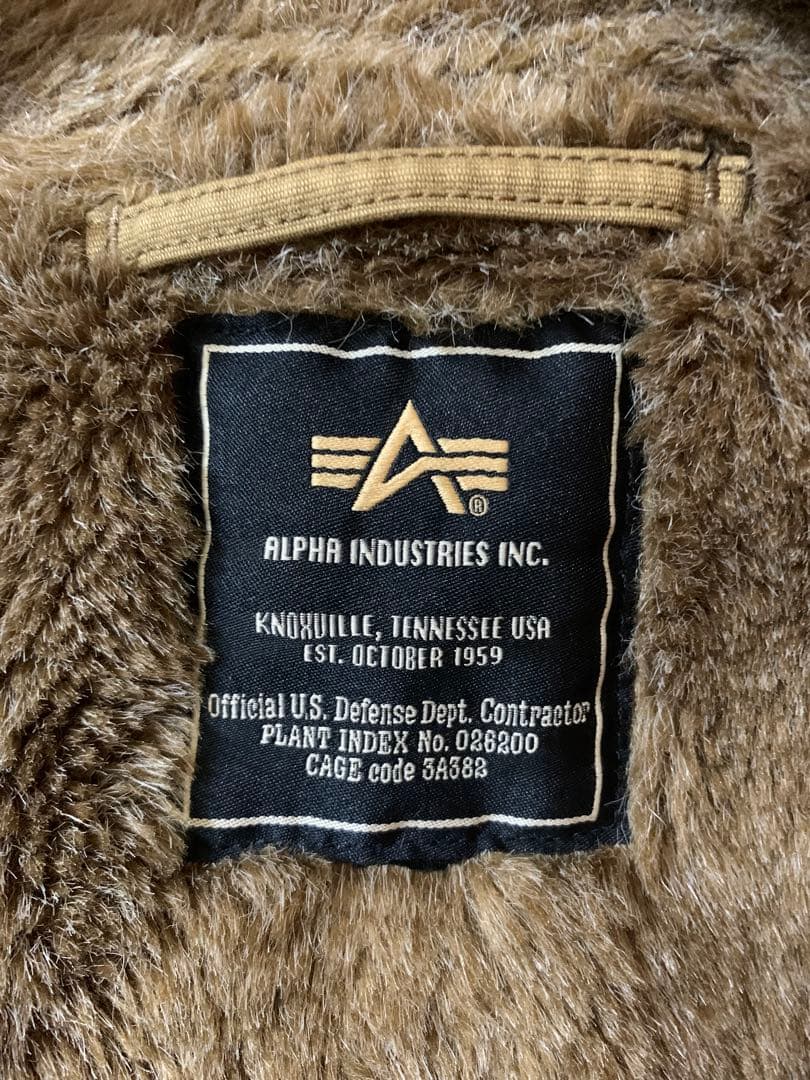 ®
ALPHA INDUSTRIES INC.
KNOXVILLE, TENNESSEE USA
EST. OCTOBER 1959
Official U.S. Defense Dept. Contractor
PLANT INDEX No. 026200
CAGE code 3A382